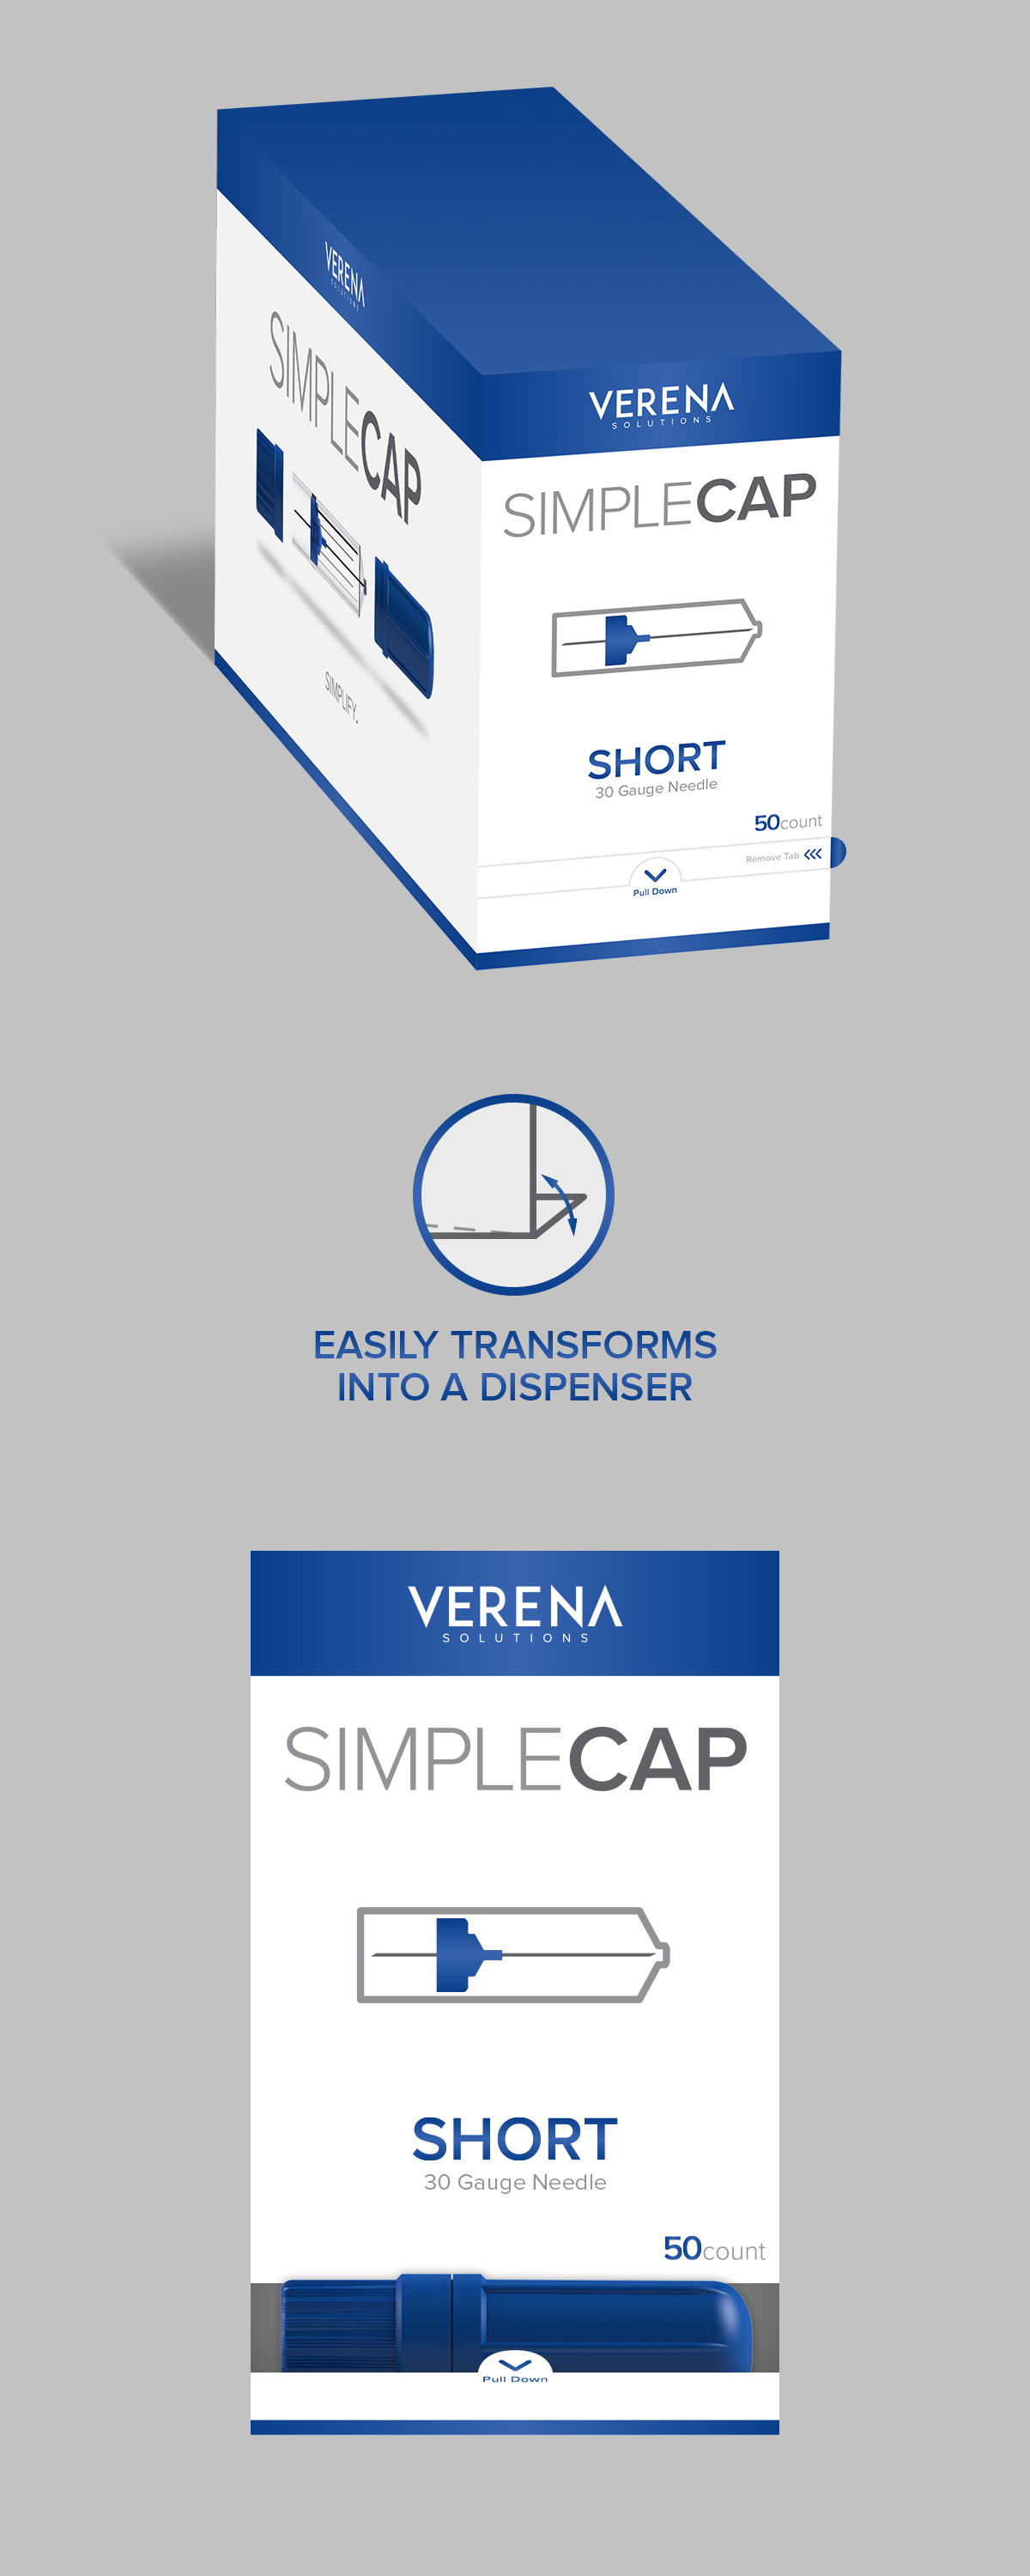 VERENA
SOLUTIONS
SIMPLECAP
SIMPLIFY.
VERENA
SOLUTIONS
SIMPLECAP
SHORT
30 Gauge Needle
50count
Remove Tab
Pull Down
EASILY TRANSFORMS
INTO A DISPENSER
VERENA
SOLUTIONS
SIMPLECAP
SHORT
30 Gauge Needle
50count
Pull Down